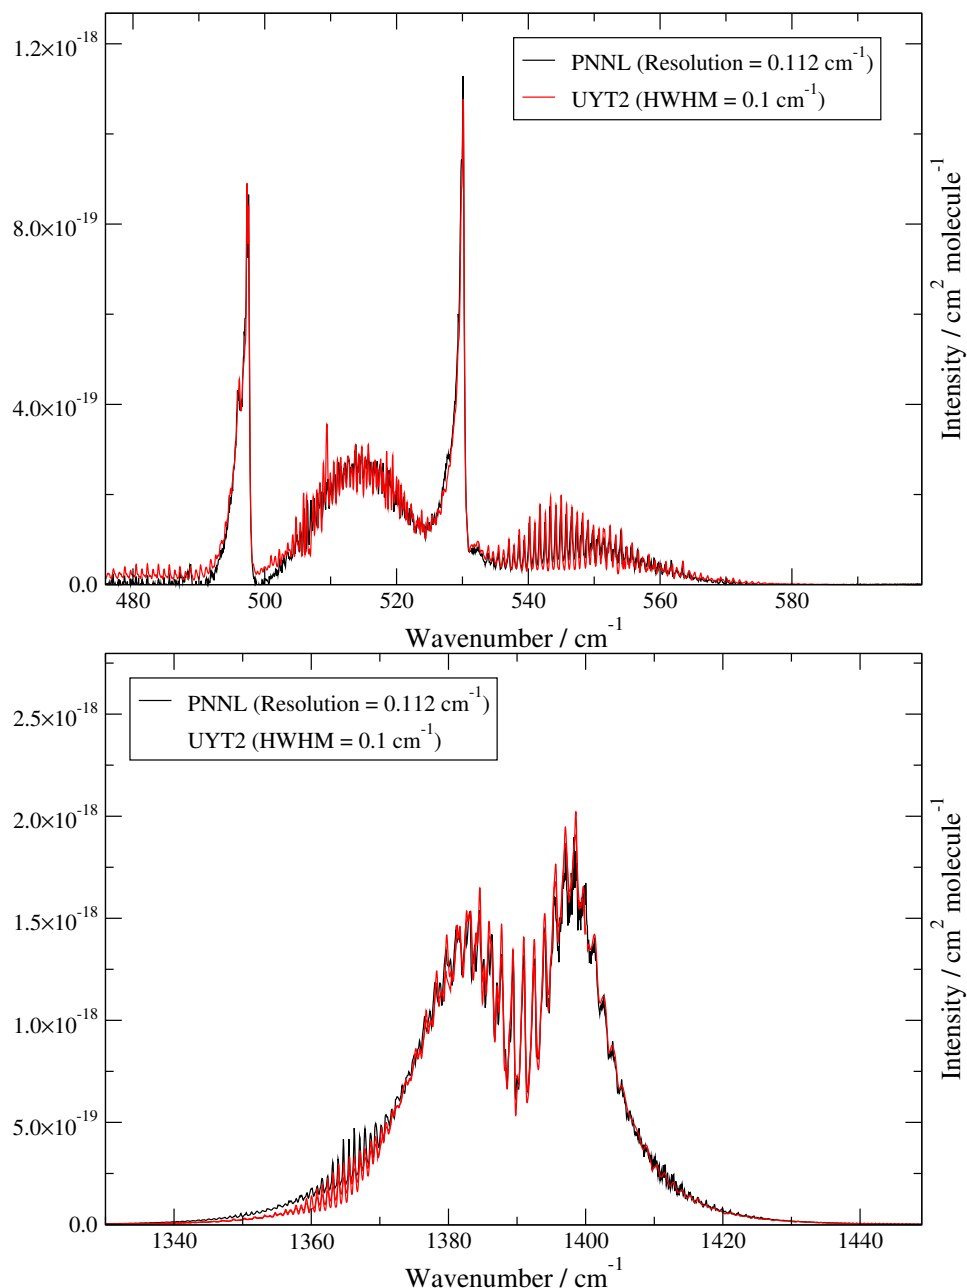 1.2×10⁻¹⁸
PNNL (Resolution = 0.112 cm⁻¹)
UYT2 (HWHM = 0.1 cm⁻¹)
8.0×10⁻¹⁹
4.0×10⁻¹⁹
0.0
Intensity / cm² molecule⁻¹
480 500 520 540 560 580
Wavenumber / cm⁻¹
PNNL (Resolution = 0.112 cm⁻¹)
UYT2 (HWHM = 0.1 cm⁻¹)
2.5×10⁻¹⁸
2.0×10⁻¹⁸
1.5×10⁻¹⁸
1.0×10⁻¹⁸
5.0×10⁻¹⁹
0.0
Intensity / cm² molecule⁻¹
1340 1360 1380 1400 1420 1440
Wavenumber / cm⁻¹